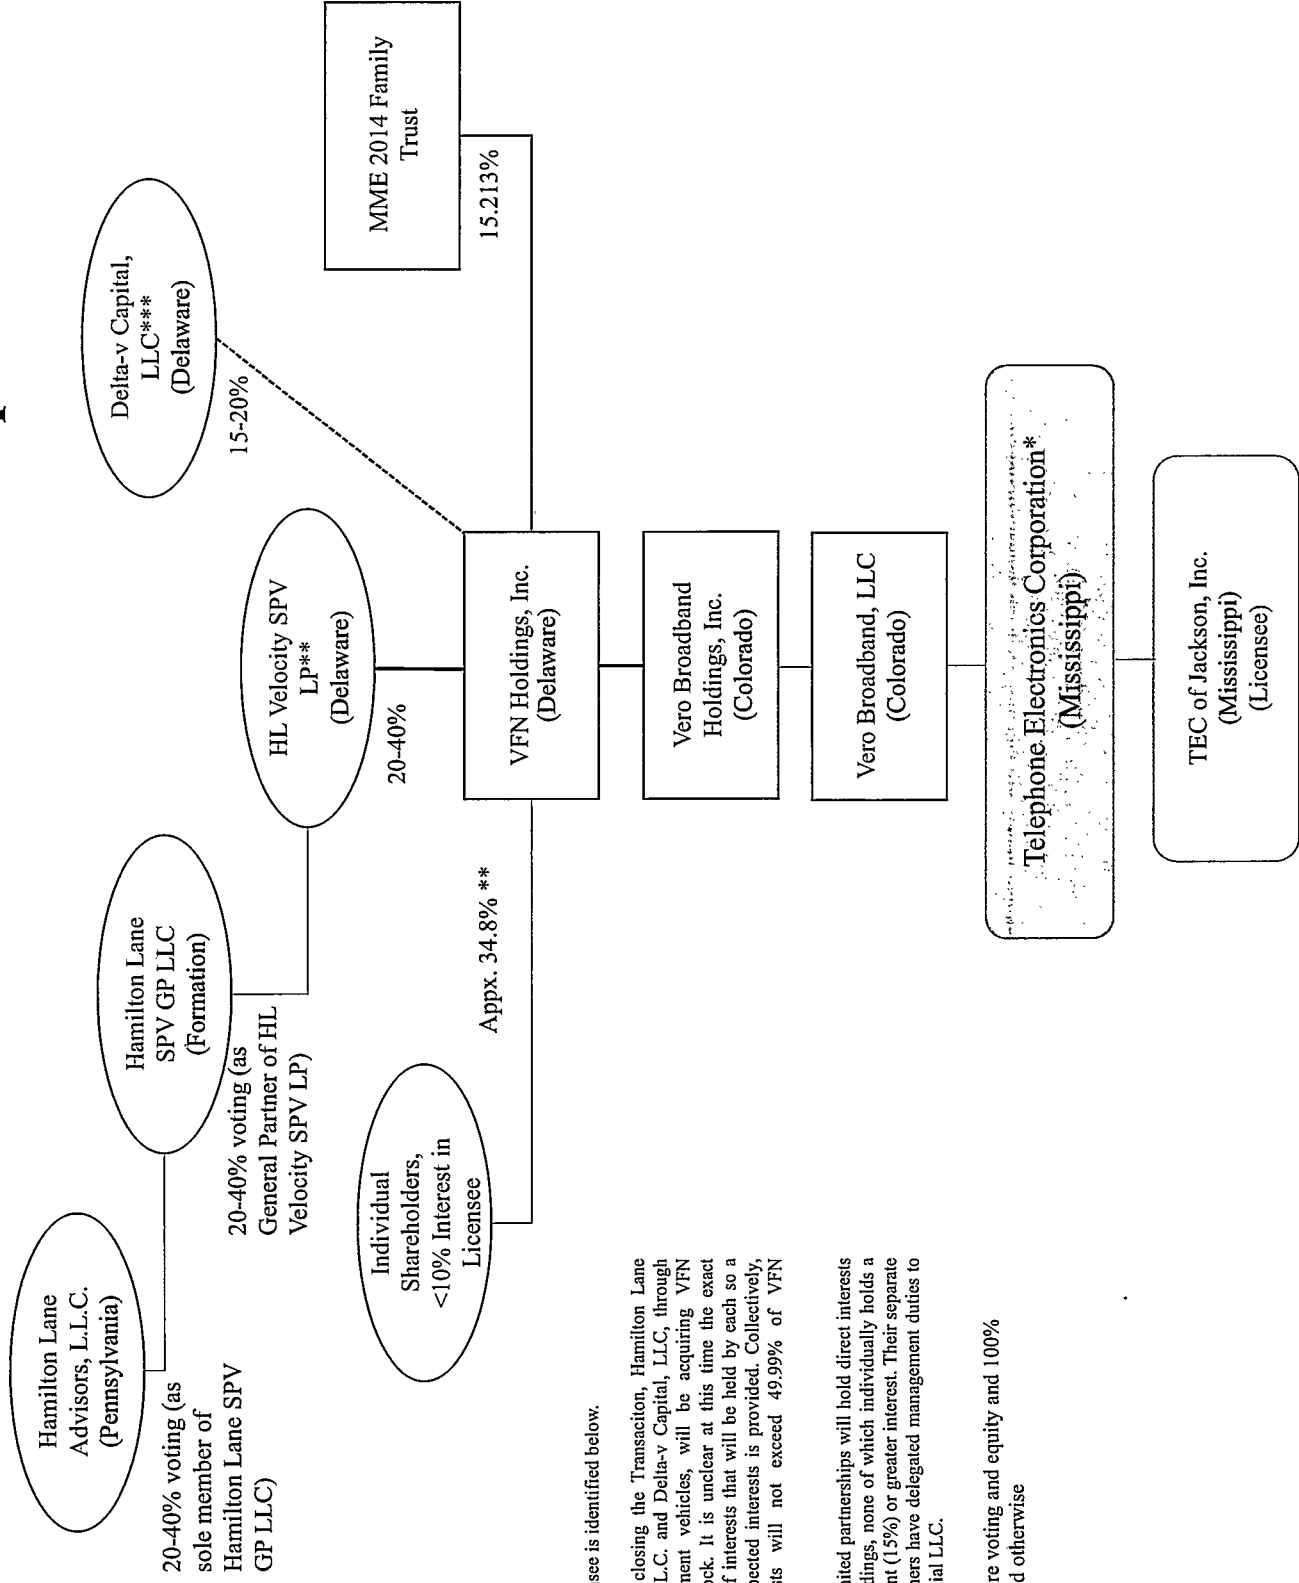 Hamilton Lane
Advisors, L.L.C.
(Pennsylvania)
20-40% voting (as
sole member of
Hamilton Lane SPV
GP LLC)
Hamilton Lane
SPV GP LLC
(Formation)
20-40% voting (as
General Partner of HL
Velocity SPV LP)
HL Velocity SPV
LP**
(Delaware)
20-40%
Delta-v Capital,
LLC***
(Delaware)
15-20%
MME 2014 Family
Trust
15.213%
Individual
Shareholders,
<10% Interest in
Licensee
Appx. 34.8% **
VFN Holdings, Inc.
(Delaware)
Vero Broadband
Holdings, Inc.
(Colorado)
Vero Broadband, LLC
(Colorado)
Telephone Electronics Corporation*
(Mississippi)
TEC of Jackson, Inc.
(Mississippi)
(Licensee)
see is identified below.
closing the Transaciton, Hamilton Lane
L.C. and Delta-v Capital, LLC, through
ment vehicles, will be acquiring VFN
ck. It is unclear at this time the exact
f interests that will be held by each so a
pected interests is provided. Collectively,
sts will not exceed 49.99% of VFN
nited partnerships will hold direct interests
dings, none of which individually holds a
nt (15%) or greater interest. Their separate
ners have delegated management duties to
ial LLC.
re voting and equity and 100%
d otherwise